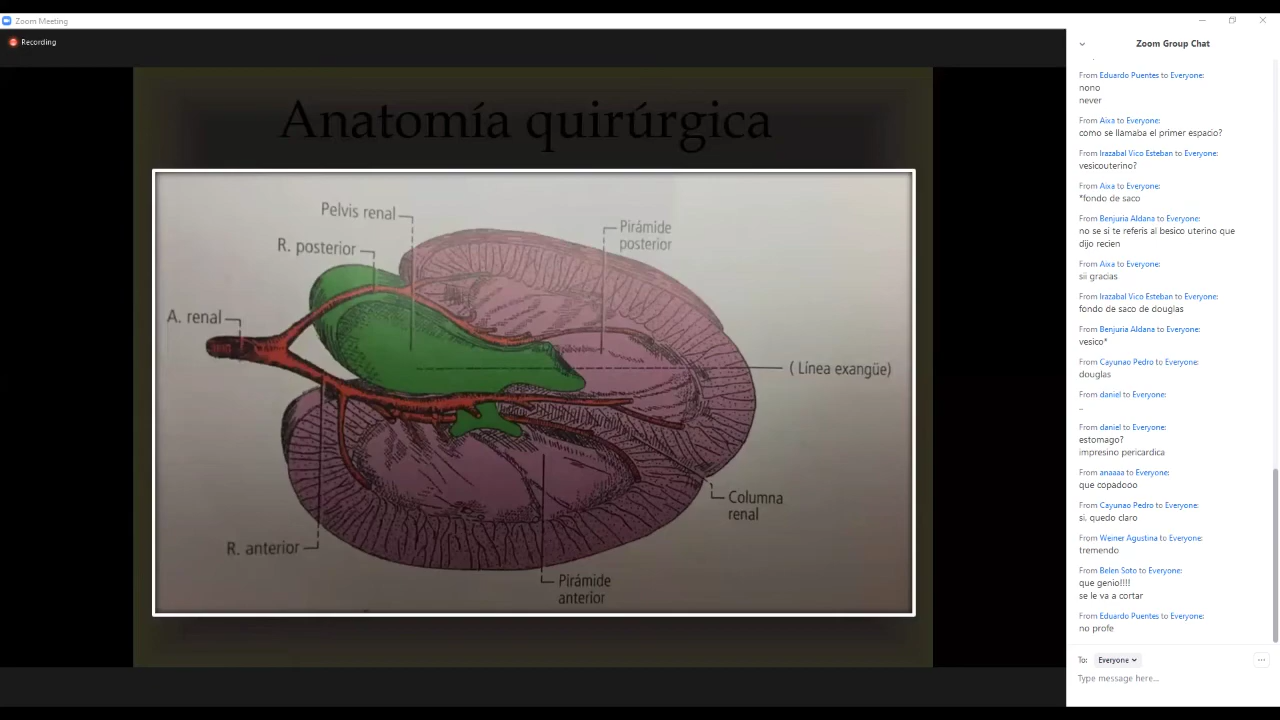 Zoom Meeting
Recording
Anatomía quirúrgica
Pelvis renal
R. posterior
A. renal
Pirámide
posterior
( Línea exangüe)
Columna
renal
R. anterior
Pirámide
anterior
Zoom Group Chat
From Eduardo Puentes to Everyone:
nono
never
From Aixa to Everyone:
como se llamaba el primer espacio?
From Irazabal Vico Esteban to Everyone:
vesicouterino?
From Aixa to Everyone:
*fondo de saco
From Benjuria Aldana to Everyone:
no se si te referis al besico uterino que
dijo recien
From Aixa to Everyone:
sii gracias
From Irazabal Vico Esteban to Everyone:
fondo de saco de douglas
From Benjuria Aldana to Everyone:
vesico*
From Cayunao Pedro to Everyone:
douglas
From daniel to Everyone:
_
From daniel to Everyone:
estomago?
impresino pericardica
From anaaaa to Everyone:
que copadooo
From Cayunao Pedro to Everyone:
si, quedo claro
From Weiner Agustina to Everyone:
tremendo
From Belen Soto to Everyone:
que genio!!!!
se le va a cortar
From Eduardo Puentes to Everyone:
no profe
To: Everyone
Type message here...